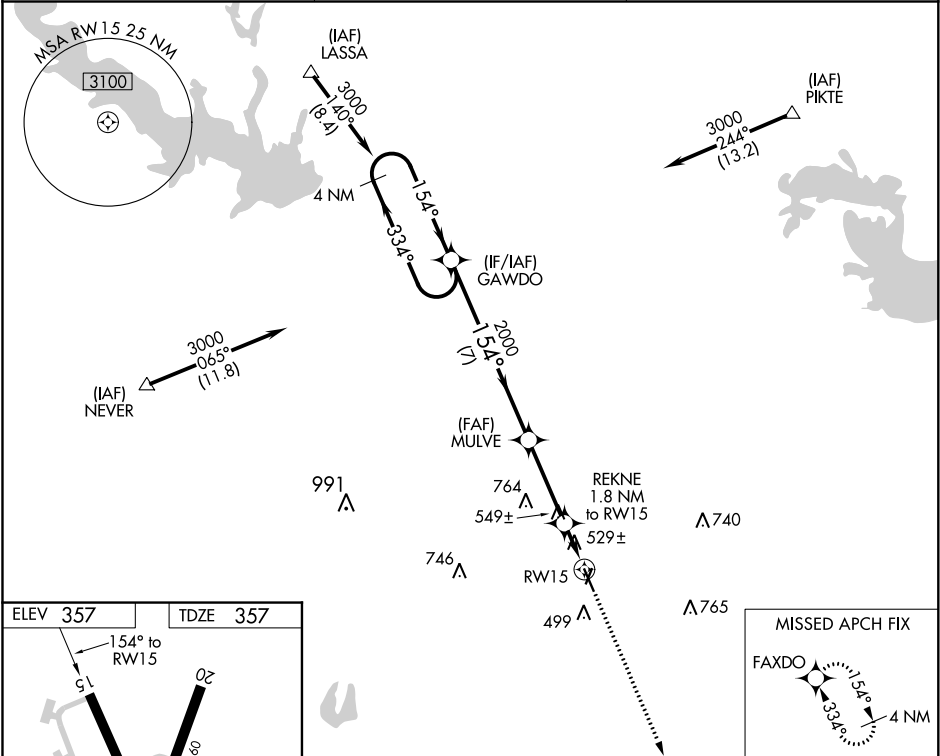 MSA RW15 25 NM
3100
(IAF)
LASSA
3000
140°
(8.4)
(IAF)
PIKTE
3000
244°
(13.2)
4 NM
154°
334°
(IF/IAF)
GAWDO
2000
154°
(7)
3000
065°
(11.8)
(IAF)
NEVER
(FAF)
MULVE
991
764
549±
REKNE
1.8 NM
to RW15
740
529±
746
RW15
499
765
ELEV 357
TDZE 357
154° to
RW15
15
20
60
MISSED APCH FIX
FAXDO
154°
334°
4 NM